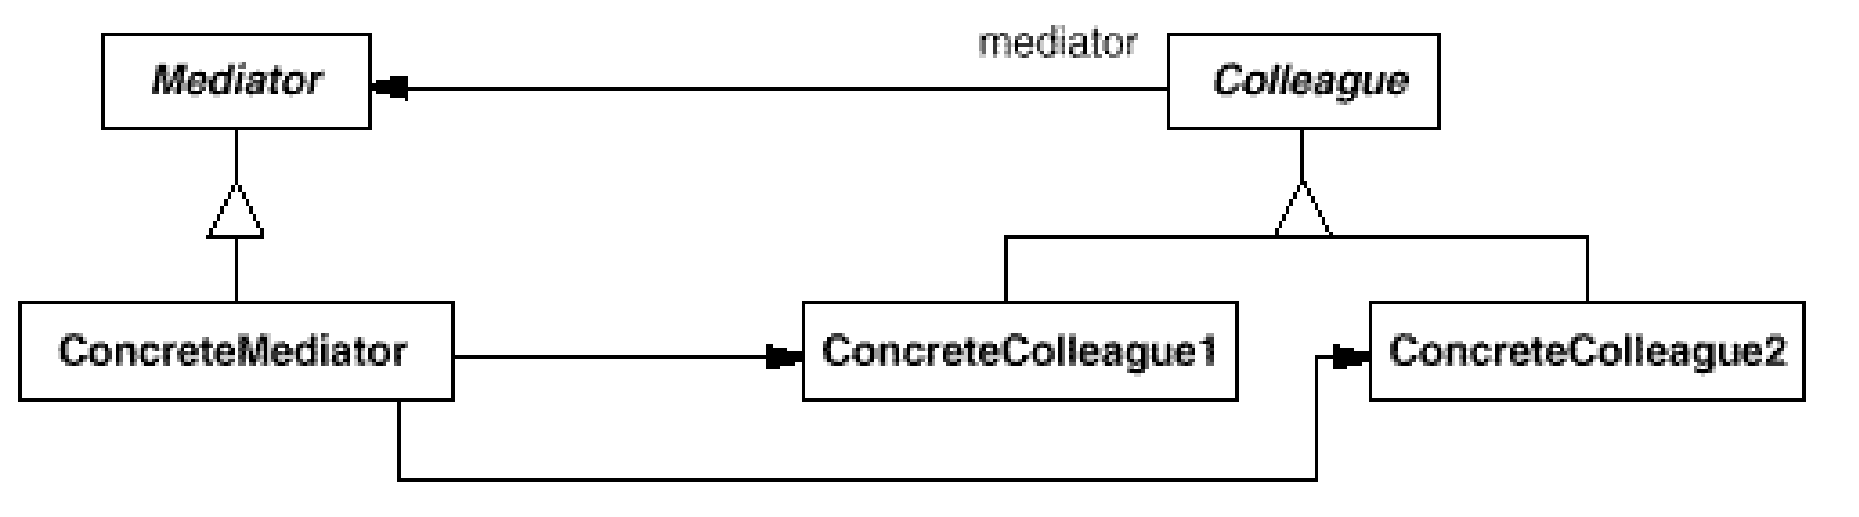 mediator
Mediator
Colleague
ConcreteMediator
ConcreteColleague1
ConcreteColleague2